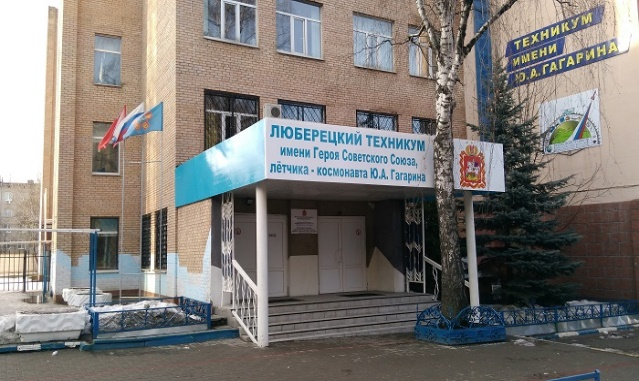 ЛЮБЕРЕЦКИЙ ТЕХНИКУМ
имени Героя Советского Союза,
лётчика - космонавта Ю.А. Гагарина
ТЕХНИКУМ
ИМЕНИ
Ю.А.ГАГАРИНА